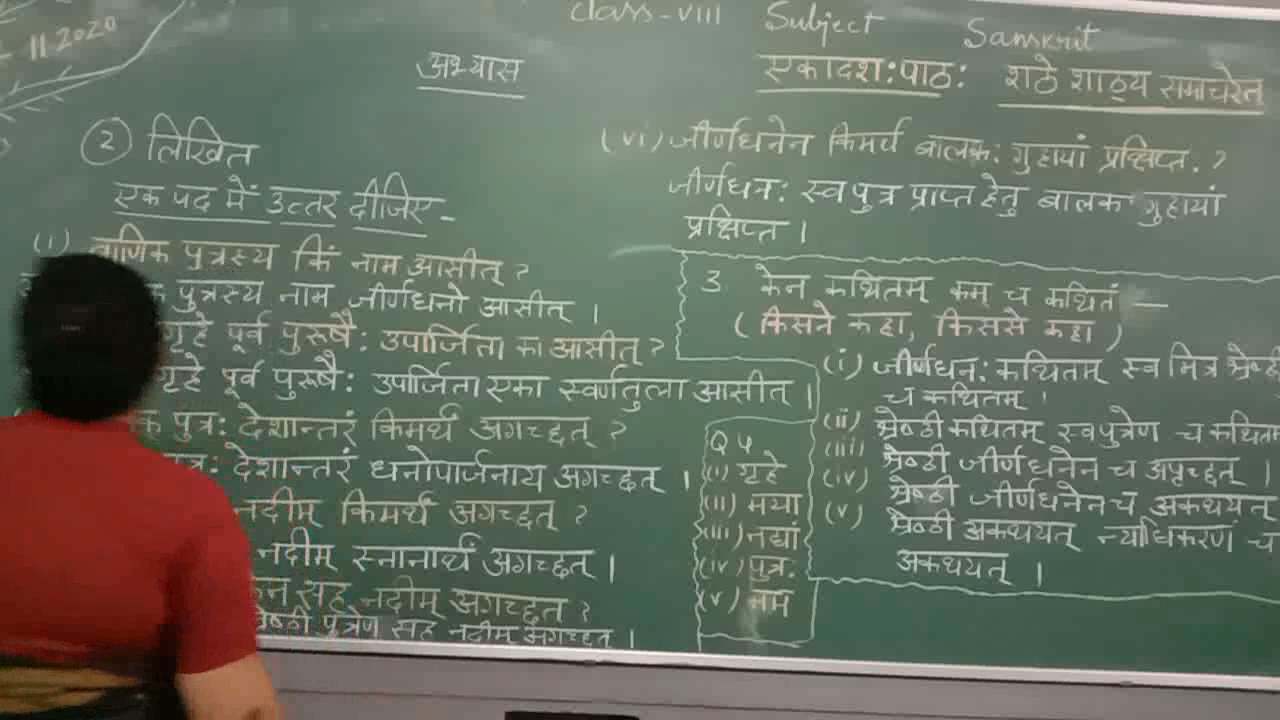 11.2020
Class-VIII Subject Sanskrit
अभ्यास
एकादशः पाठः शठे शाठ्य समाचरेत
② लिखित
एक पद में उत्तर दीजिए-
(i) वाणिक पुत्रस्य किं नाम आसीत् ?
पुत्रस्य नाम जीर्णधनो आसीत् ।
गृहे पूर्व पुरूषैः उपार्जिता का आसीत् ?
गृहे पूर्व पुरूषैः उपार्जिता एका स्वर्णतुला आसीत् ।
क पुत्रः देशान्तरं किमर्थ अगच्छत् ?
त्रः देशान्तरं धनोपार्जनाय अगच्छत् ।
नदीम् किमर्थ अगच्छत् ?
नदीम् स्नानार्थ अगच्छत् ।
केन सह नदीम् अगच्छत् ?
श्रेष्ठी पुत्रेण सह नदीम् अगच्छत् ।
(vi) जीर्णधनेन किमर्थ बालकः गुहायां प्रक्षिप्त. ?
जीर्णधनः स्वपुत्र प्राप्त हेतु बालक गुहायां
प्रक्षिप्त ।
3. केन कथितम् कम् च कथितं —
(किसने कहा, किससे कहा)
(i) जीर्णधनः कथितम् स्व मित्र श्रेष्ठी
च कथितम् ।
(ii) श्रेष्ठी कथितम् स्वपुत्रेण च कथितम
(iii) श्रेष्ठी जीर्णधनेन च अपृच्छत् ।
(iv) श्रेष्ठी जीर्णधनेन च अकथयत्
(v) श्रेष्ठी अकथयत् न्याधिकरणं च
अकथयत् ।
Q ५
(i) गृहे
(ii) मया
(iii) नद्यां
(iv) पुत्र.
(v) नाम